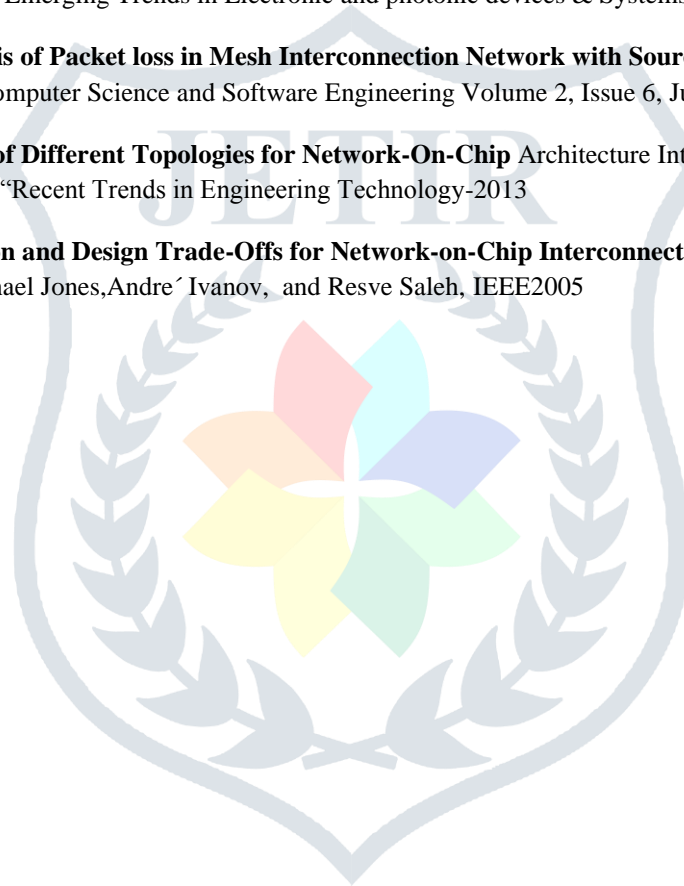 Emerging Trends in Electronic and photonic devices & Systems
is of Packet loss in Mesh Interconnection Network with Sour
omputer Science and Software Engineering Volume 2, Issue 6, Ju
of Different Topologies for Network-On-Chip Architecture Int
“Recent Trends in Engineering Technology-2013
JETIR
on and Design Trade-Offs for Network-on-Chip Interconnect
ael Jones,Andre´ Ivanov, and Resve Saleh, IEEE2005